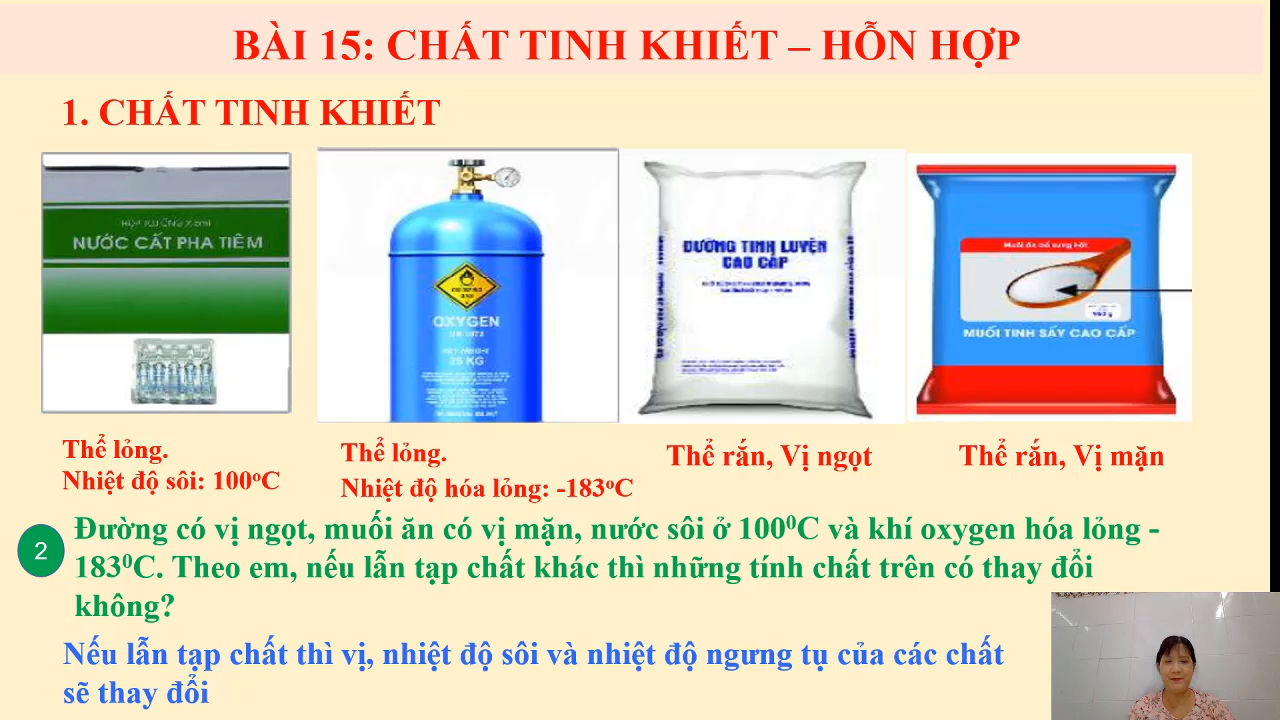 BÀI 15: CHẤT TINH KHIẾT – HỖN HỢP
1. CHẤT TINH KHIẾT
NƯỚC CẤT PHA TIÊM
OXYGEN
25 KG
ĐƯỜNG TINH LUYỆN
CAO CẤP
MUỐI TINH SẤY CAO CẤP
Thể lỏng.
Nhiệt độ sôi: 100ᵒC
Thể lỏng.
Nhiệt độ hóa lỏng: -183ᵒC
Thể rắn, Vị ngọt
Thể rắn, Vị mặn
2
Đường có vị ngọt, muối ăn có vị mặn, nước sôi ở 100⁰C và khí oxygen hóa lỏng -
183⁰C. Theo em, nếu lẫn tạp chất khác thì những tính chất trên có thay đổi
không?
Nếu lẫn tạp chất thì vị, nhiệt độ sôi và nhiệt độ ngưng tụ của các chất
sẽ thay đổi